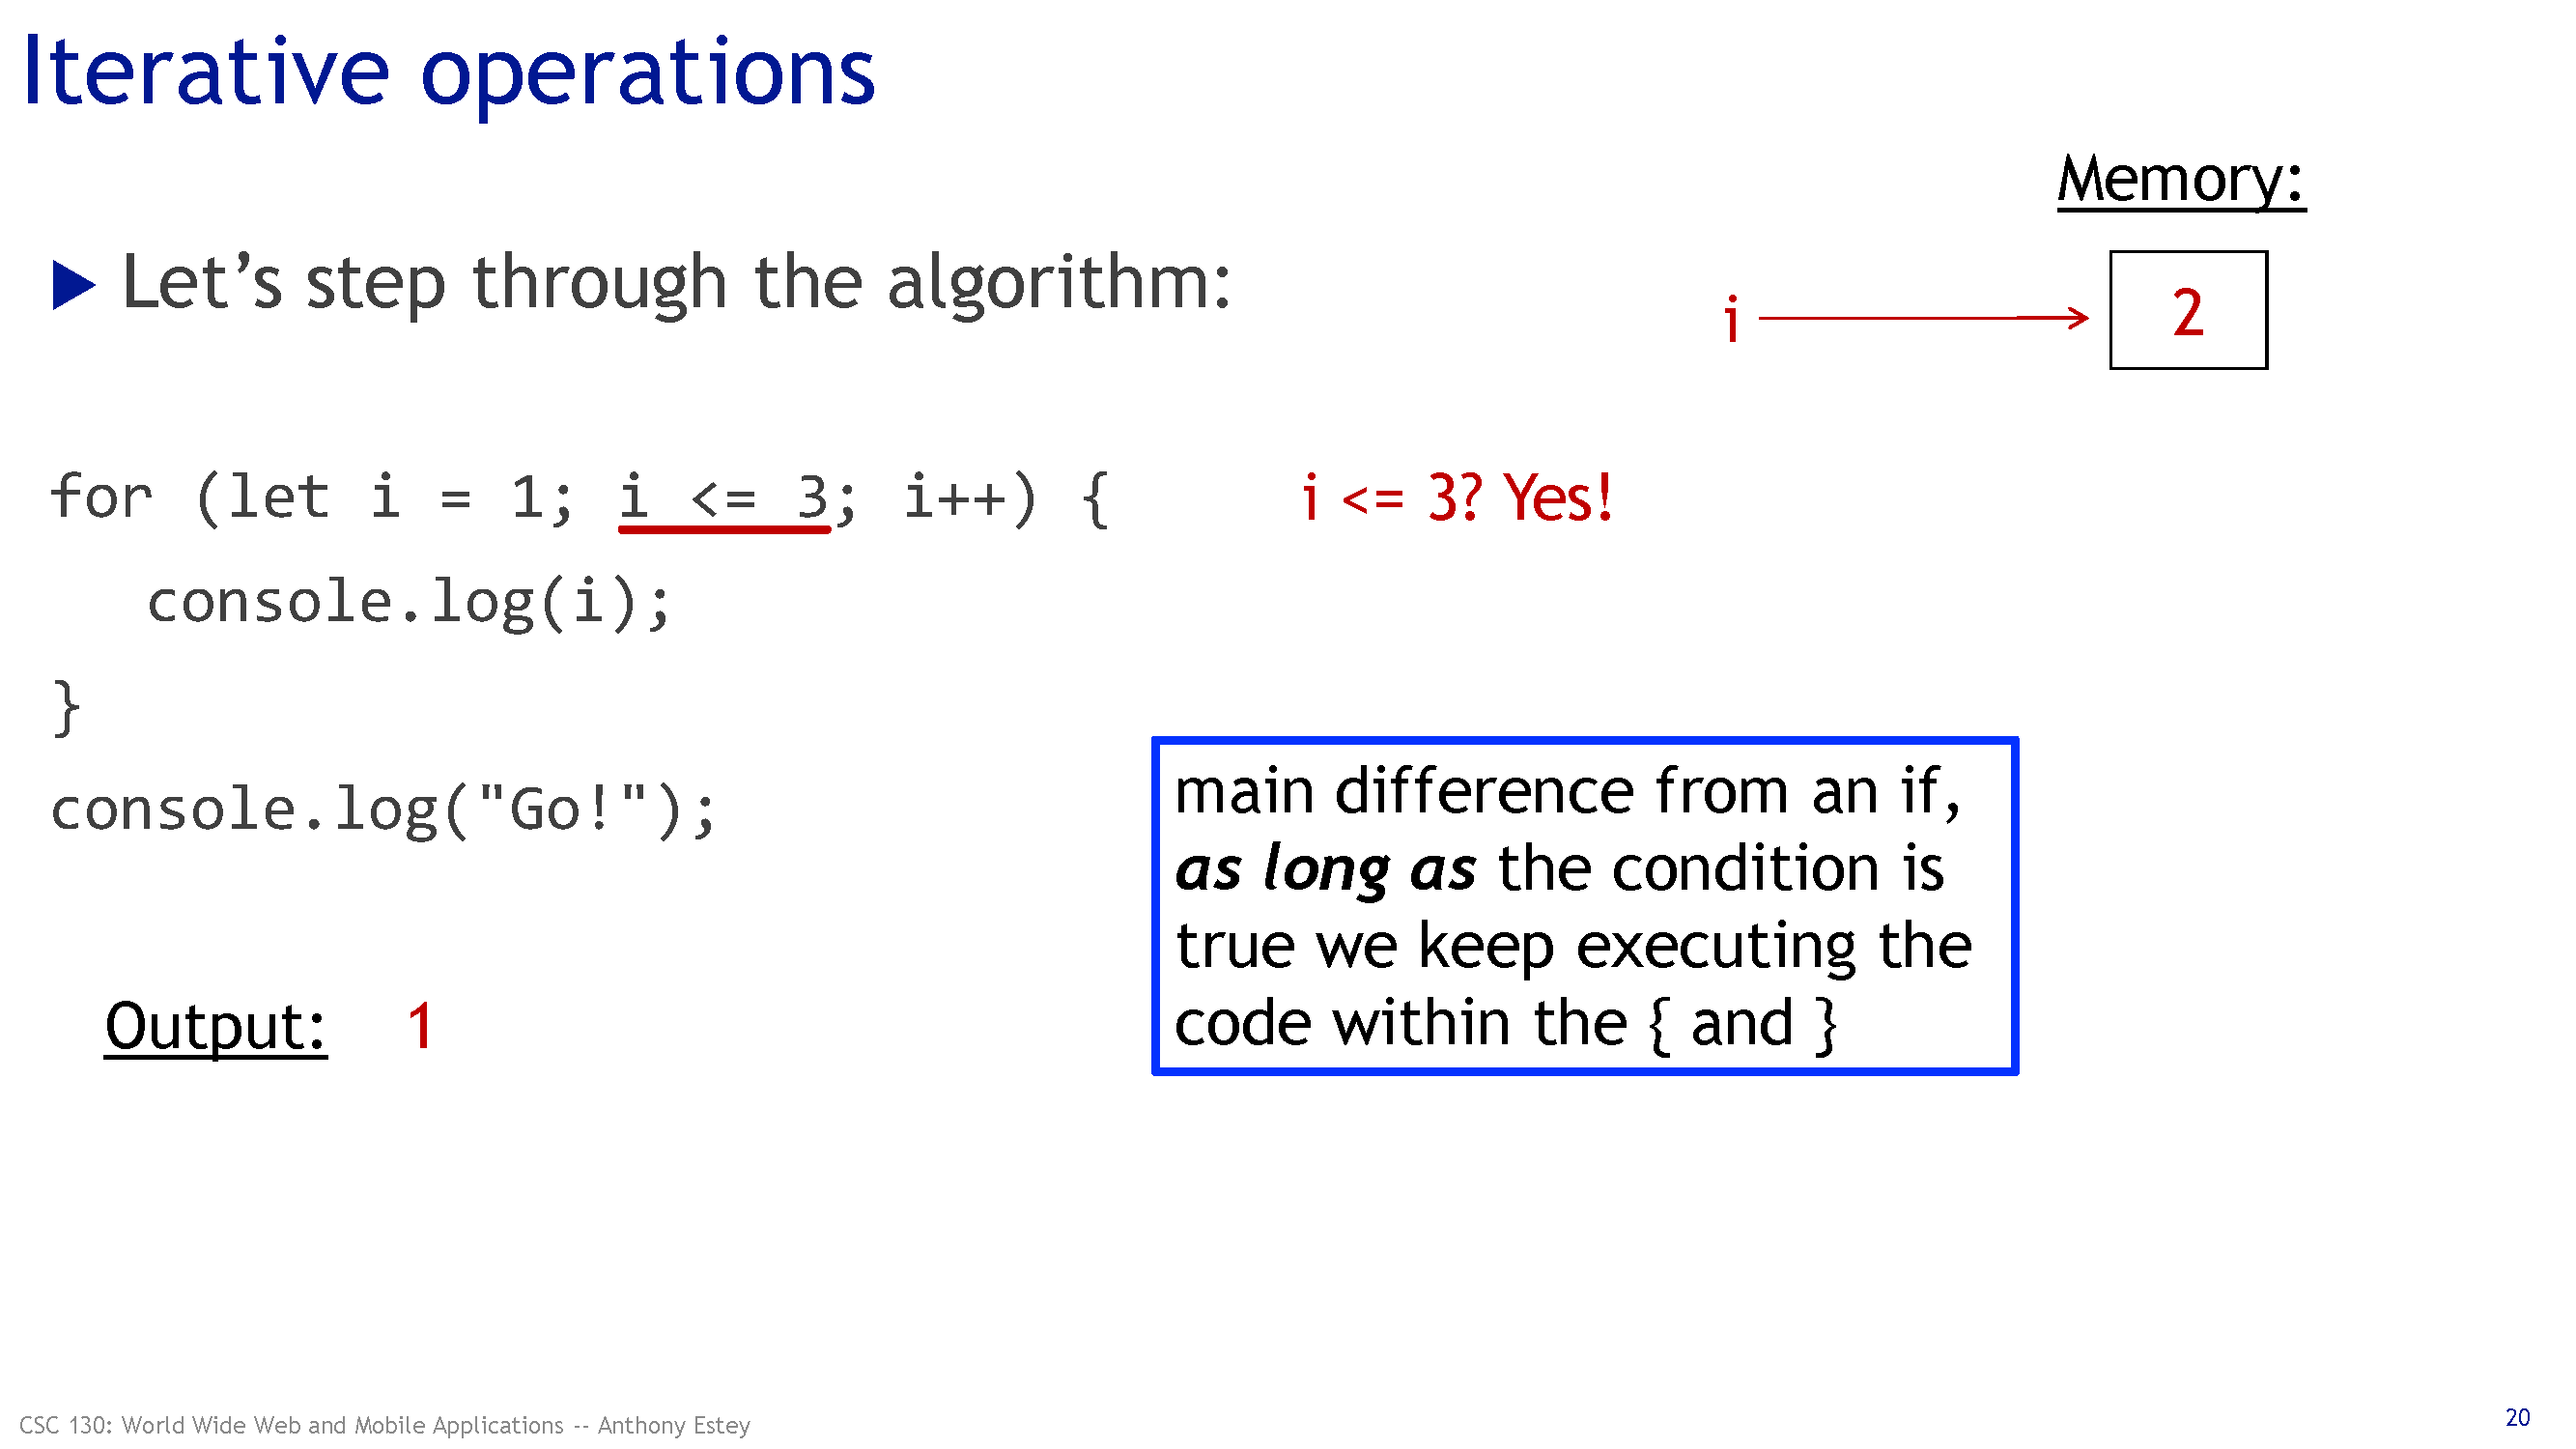 Iterative operations
Memory:
Let’s step through the algorithm:
i
2
for (let i = 1; i <= 3; i++) {
i <= 3? Yes!
console.log(i);
}
console.log("Go!");
main difference from an if,
as long as the condition is
true we keep executing the
code within the { and }
Output: 1
CSC 130: World Wide Web and Mobile Applications -- Anthony Estey
20